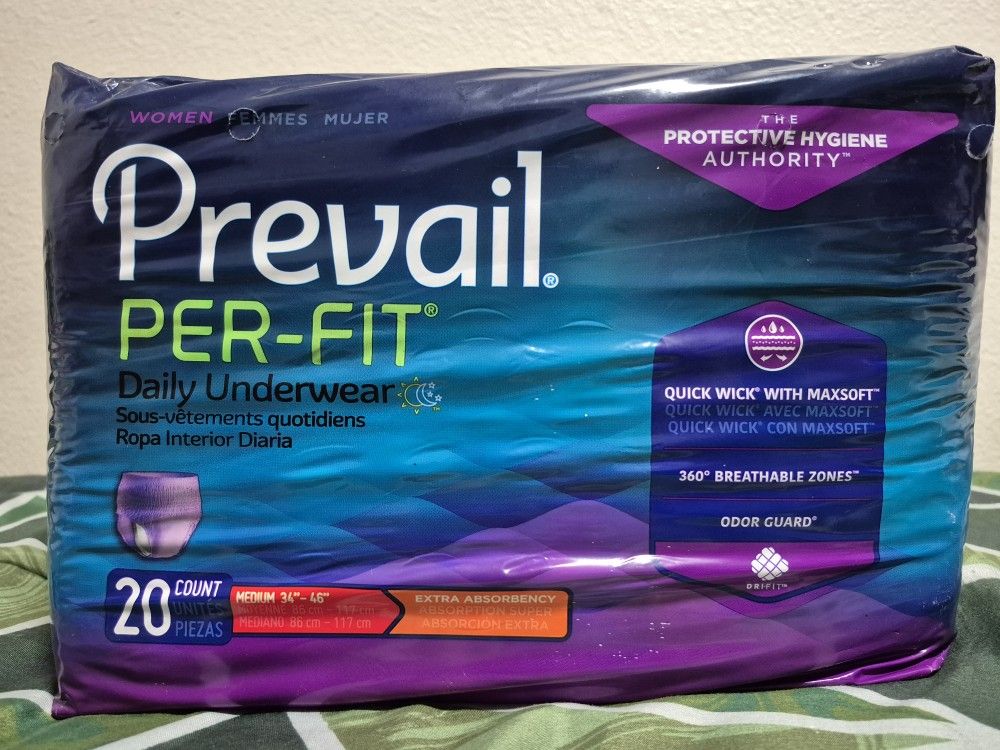 WOMEN FEMMES MUJER
THE
PROTECTIVE HYGIENE
AUTHORITY™
Prevail®
PER-FIT®
Daily Underwear™
Sous-vêtements quotidiens
Ropa Interior Diaria
QUICK WICK® WITH MAXSOFT™
QUICK WICK® AVEC MAXSOFT™
QUICK WICK® CON MAXSOFT™
360° BREATHABLE ZONES™
ODOR GUARD®
DRI-FIT™
20 COUNT
UNITÉS
PIEZAS
MEDIUM 34"- 46"
MOYENNE 86 cm - 117 cm
MEDIANO 86 cm - 117 cm
EXTRA ABSORBENCY
ABSORPTION SUPER
ABSORCIÓN EXTRA